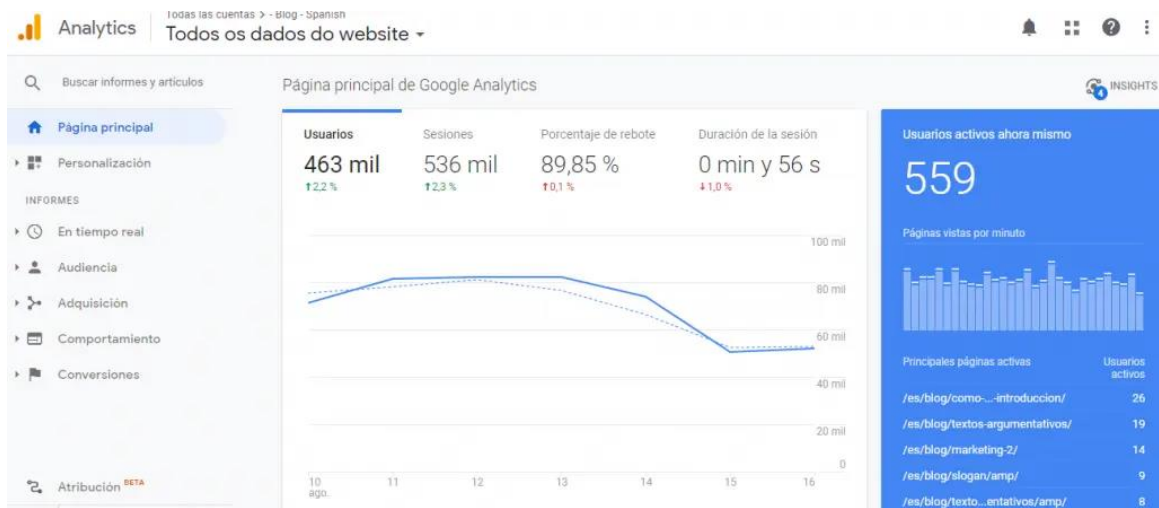 Todas las cuentas > - Blog - Spanish
Analytics
Todos os dados do website
Buscar informes y artículos
Página principal
Personalización
INFORMES
En tiempo real
Audiencia
Adquisición
Comportamiento
Conversiones
Atribución BETA
Página principal de Google Analytics
4 INSIGHTS
Usuarios Sesiones Porcentaje de rebote Duración de la sesión
463 mil 536 mil 89,85 % 0 min y 56 s
↑2,2 % ↑2,3 % ↑0,1 % ↓1,0 %
100 mil
80 mil
60 mil
40 mil
20 mil
0
10 11 12 13 14 15 16
ago.
Usuarios activos ahora mismo
559
Páginas vistas por minuto
Principales páginas activas Usuarios activos
/es/blog/como-...-introduccion/ 26
/es/blog/textos-argumentativos/ 19
/es/blog/marketing-2/ 14
/es/blog/slogan/amp/ 9
/es/blog/texto...entativos/amp/ 8